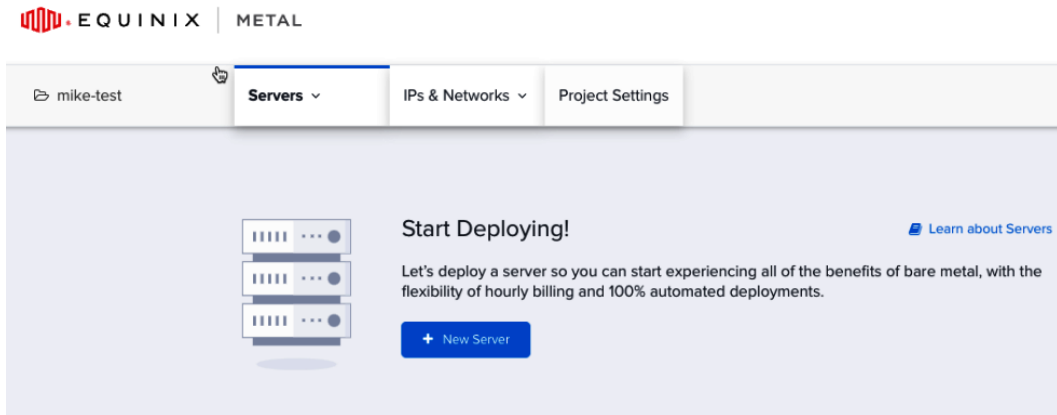 EQUINIX | METAL
mike-test
Servers
IPs & Networks
Project Settings
Start Deploying!
Learn about Servers
Let's deploy a server so you can start experiencing all of the benefits of bare metal, with the
flexibility of hourly billing and 100% automated deployments.
+ New Server